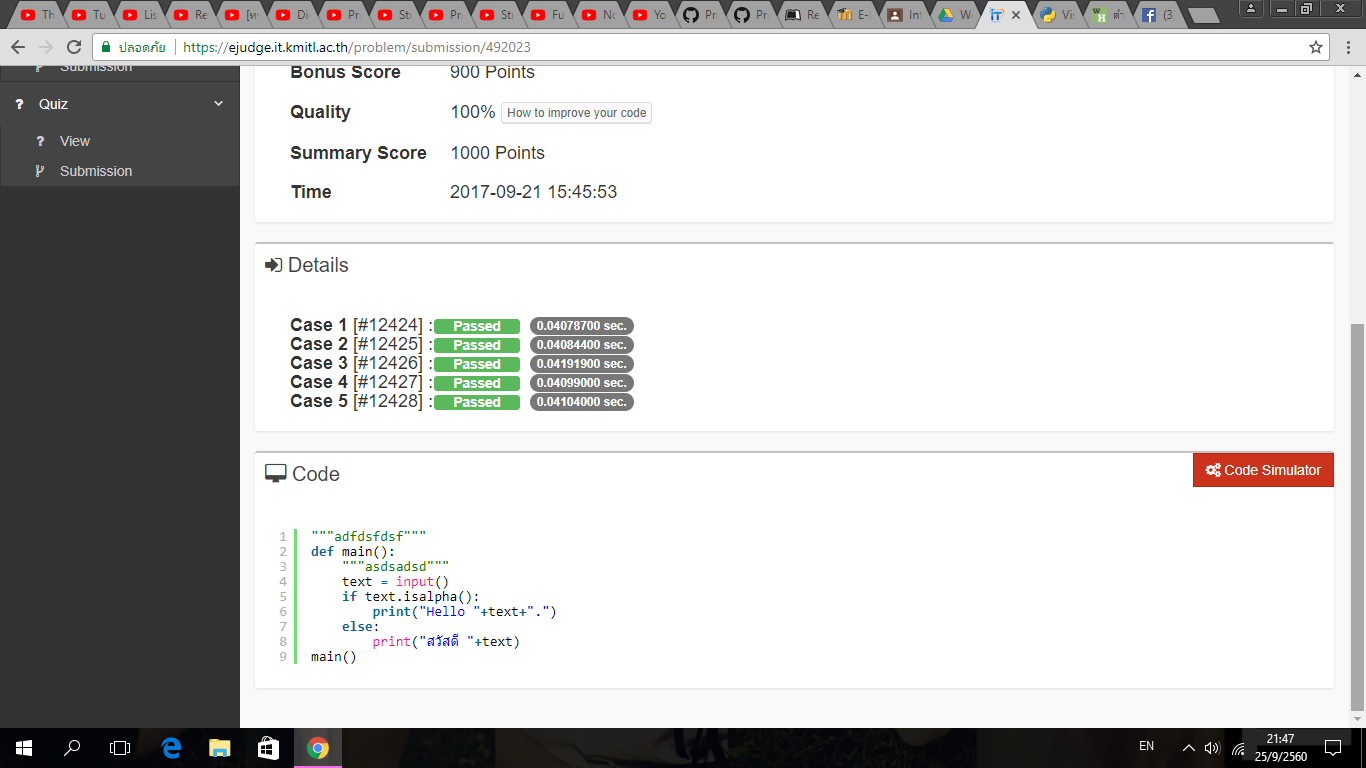 Th
Tu
Lis
Re
[ท
Di
Pr
St
Pr
St
Fu
No
Yo
Pr
Pr
Re
E-
Int
W
Vis
คำ
(3
ปลอดภัย https://ejudge.it.kmitl.ac.th/problem/submission/492023
Submission
Quiz
View
Submission
Bonus Score 900 Points
Quality 100% How to improve your code
Summary Score 1000 Points
Time 2017-09-21 15:45:53
Details
Case 1 [#12424] : Passed 0.04078700 sec.
Case 2 [#12425] : Passed 0.04084400 sec.
Case 3 [#12426] : Passed 0.04191900 sec.
Case 4 [#12427] : Passed 0.04099000 sec.
Case 5 [#12428] : Passed 0.04104000 sec.
Code
Code Simulator
1 """adfdsfdsf"""
2 def main():
3     """asdsadsd"""
4     text = input()
5     if text.isalpha():
6         print("Hello "+text+".")
7     else:
8         print("สวัสดี "+text)
9 main()
EN
21:47
25/9/2560